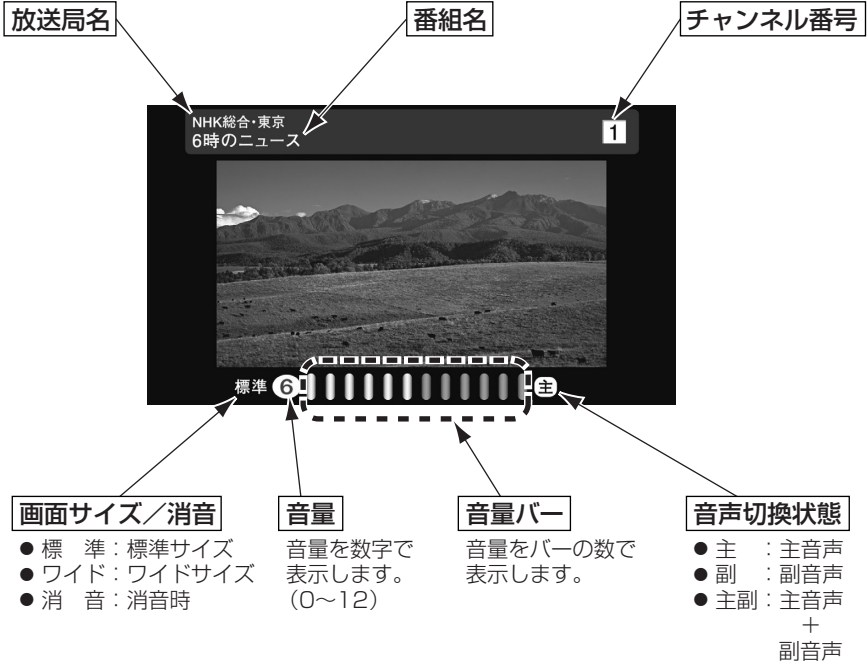 放送局名
番組名
チャンネル番号
NHK総合・東京
6時のニュース
1
標準 6 主
画面サイズ／消音
●標　準：標準サイズ
●ワイド：ワイドサイズ
●消　音：消音時
音量
音量を数字で
表示します。
（0〜12）
音量バー
音量をバーの数で
表示します。
音声切換状態
●主　：主音声
●副　：副音声
●主副：主音声
＋
副音声